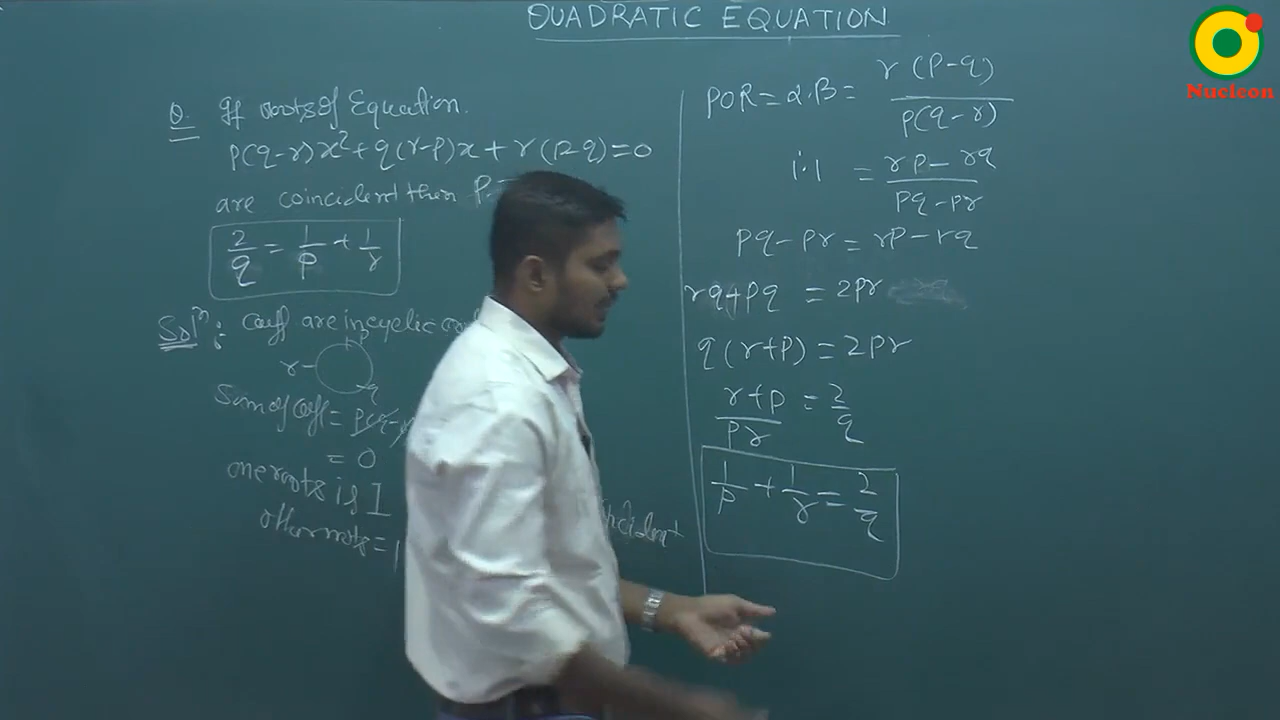 QUADRATIC EQUATION
Nucleon
Q. If roots of Equation.
p(q-r)x²+q(r-p)x+r(p-q)=0
are coincident then P.
2/q = 1/p + 1/r
Solⁿ: Coeff are in cyclic
p
r
q
Sum of Coeff = p(q-
= 0
one roots is 1
other roots = 1
POR = α.β = r(p-q)/p(q-r)
1.1 = rp-rq/pq-pr
pq-pr = rp-rq
rq+pq = 2pr
q(r+p) = 2pr
r+p/pr = 2/q
1/p + 1/r = 2/q